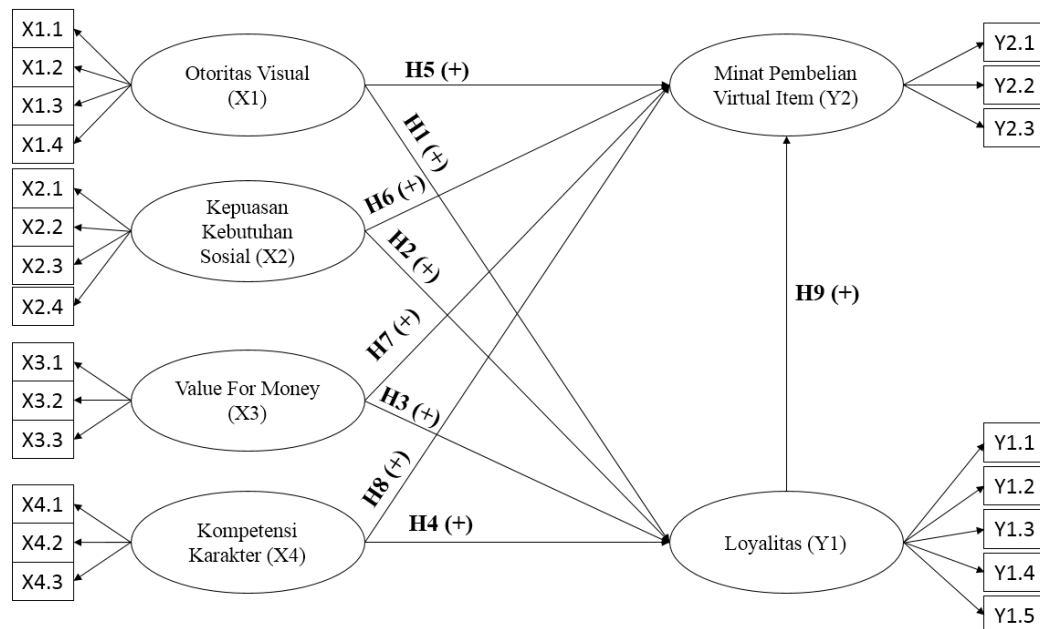 X1.1
X1.2
X1.3
X1.4
Otoritas Visual
(X1)
H5 (+)
Minat Pembelian
Virtual Item (Y2)
Y2.1
Y2.2
Y2.3
H1 (+)
X2.1
X2.2
X2.3
X2.4
Kepuasan
Kebutuhan
Sosial (X2)
H6 (+)
H2 (+)
H9 (+)
H7 (+)
X3.1
X3.2
X3.3
Value For Money
(X3)
H3 (+)
H8 (+)
X4.1
X4.2
X4.3
Kompetensi
Karakter (X4)
H4 (+)
Loyalitas (Y1)
Y1.1
Y1.2
Y1.3
Y1.4
Y1.5